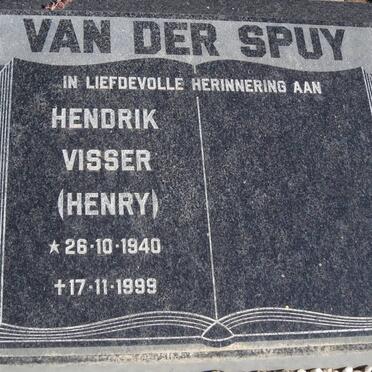 VAN DER SPUY
IN LIEFDEVOLLE HERINNERING AAN
HENDRIK
VISSER
(HENRY)
★ 26·10·1940
✝ 17·11·1999